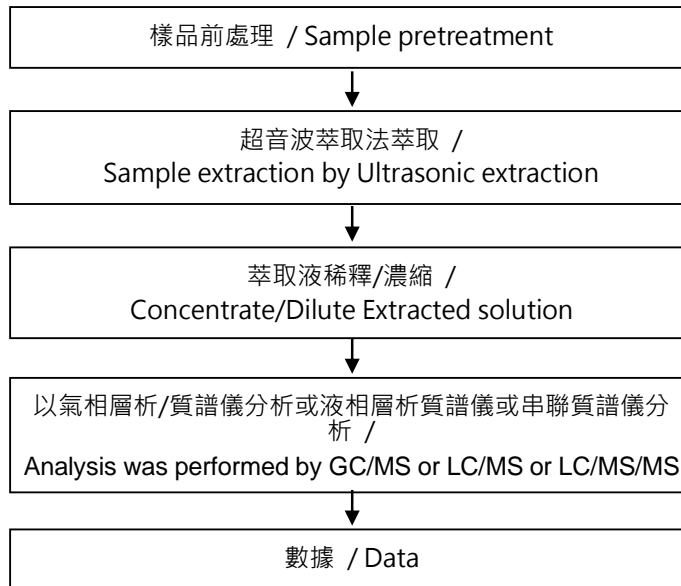 樣品前處理 / Sample pretreatment
超音波萃取法萃取 /
Sample extraction by Ultrasonic extraction
萃取液稀釋/濃縮 /
Concentrate/Dilute Extracted solution
以氣相層析/質譜儀分析或液相層析質譜儀或串聯質譜儀分
析 /
Analysis was performed by GC/MS or LC/MS or LC/MS/MS
數據 / Data